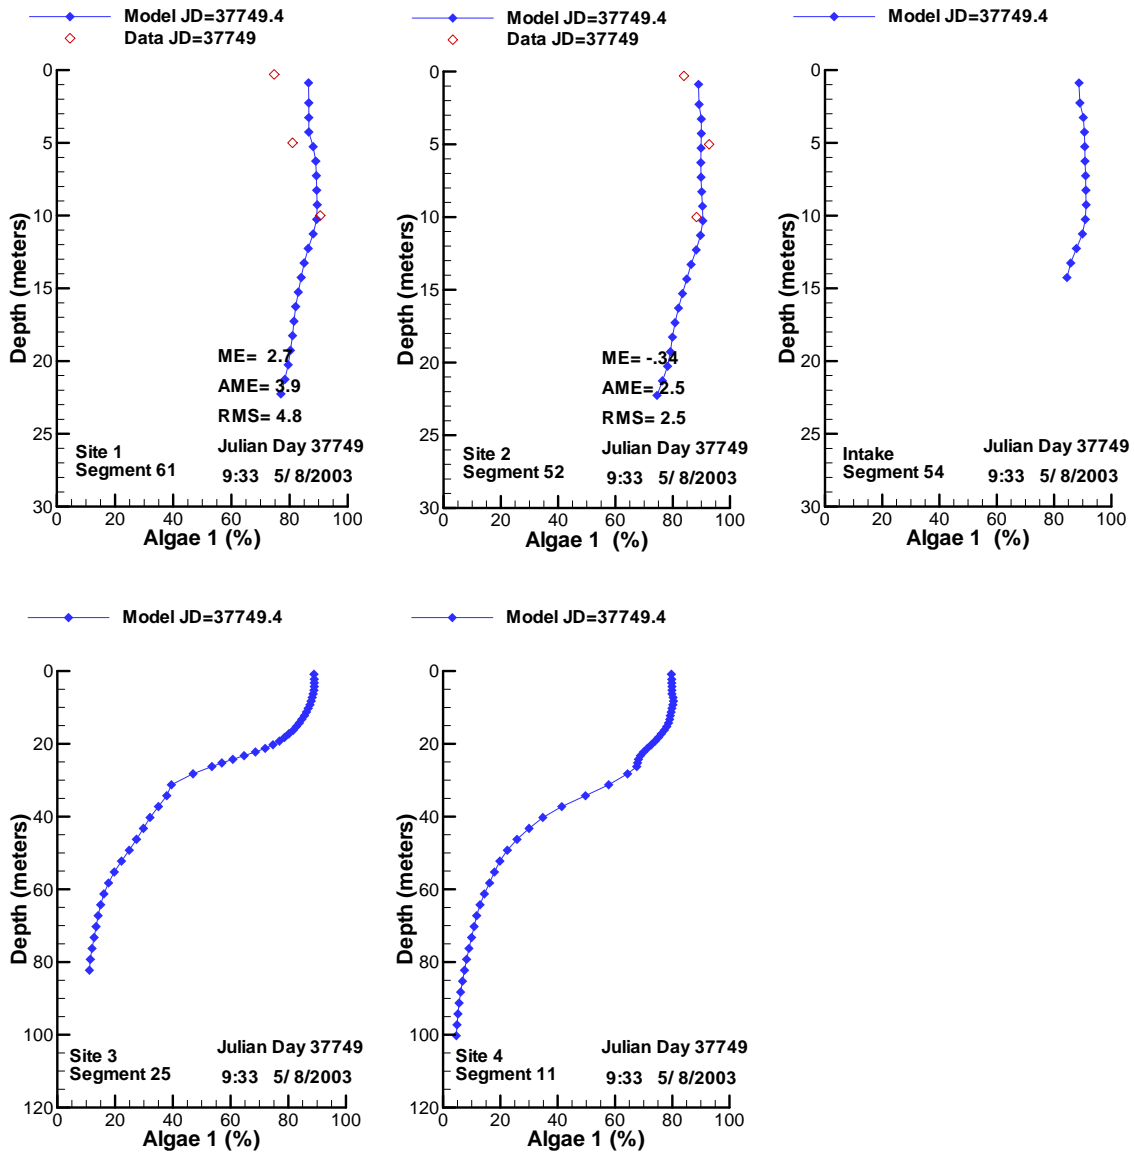 Model JD=37749.4
Data JD=37749
0
5
10
15
20
25
30
Depth (meters)
ME= 2.7
AME= 3.9
RMS= 4.8
Site 1
Segment 61
Julian Day 37749
9:33 5/ 8/2003
0 20 40 60 80 100
Algae 1 (%)
Model JD=37749.4
Data JD=37749
0
5
10
15
20
25
30
Depth (meters)
ME= -.34
AME= 2.5
RMS= 2.5
Site 2
Segment 52
Julian Day 37749
9:33 5/ 8/2003
0 20 40 60 80 100
Algae 1 (%)
Model JD=37749.4
0
5
10
15
20
25
30
Depth (meters)
Intake
Segment 54
Julian Day 37749
9:33 5/ 8/2003
0 20 40 60 80 100
Algae 1 (%)
Model JD=37749.4
0
20
40
60
80
100
120
Depth (meters)
Site 3
Segment 25
Julian Day 37749
9:33 5/ 8/2003
0 20 40 60 80 100
Algae 1 (%)
Model JD=37749.4
0
20
40
60
80
100
120
Depth (meters)
Site 4
Segment 11
Julian Day 37749
9:33 5/ 8/2003
0 20 40 60 80 100
Algae 1 (%)